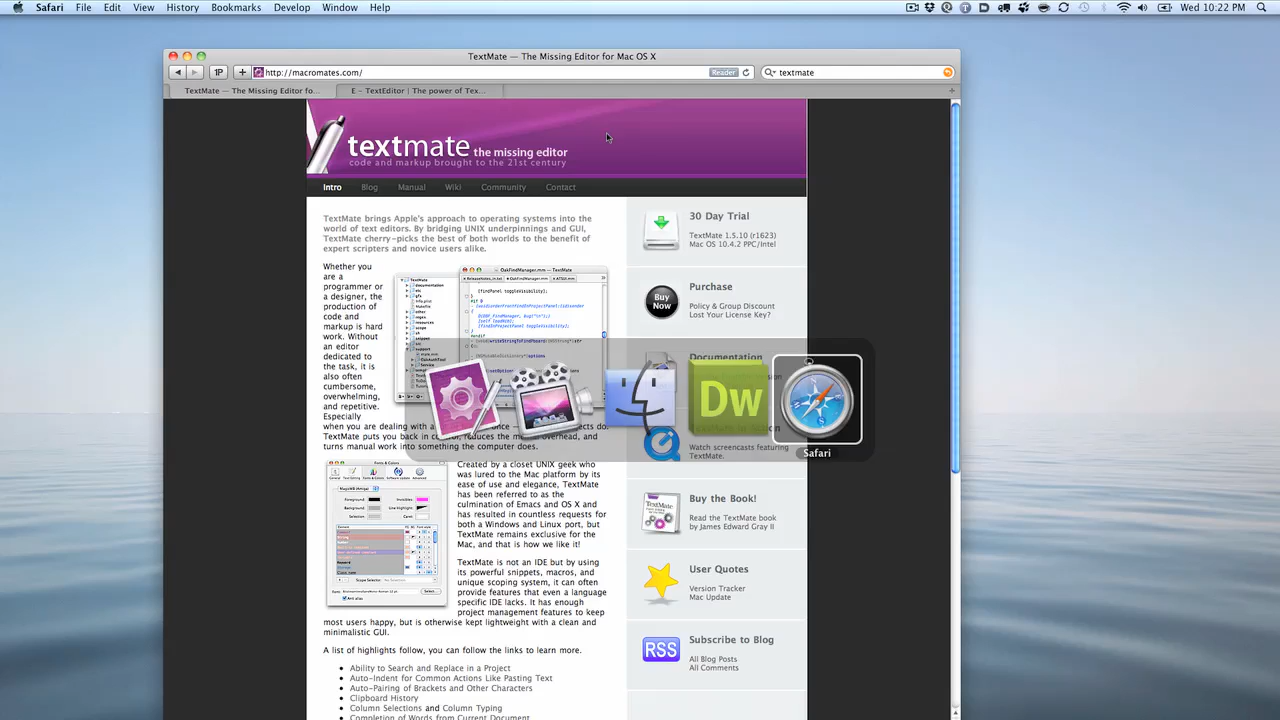 Safari File Edit View History Bookmarks Develop Window Help Wed 10:22 PM
TextMate — The Missing Editor for Mac OS X
1P + http://macromates.com/ Reader textmate
TextMate — The Missing Editor fo... E - TextEditor | The power of Tex...
textmate the missing editor
code and markup brought to the 21st century
Intro Blog Manual Wiki Community Contact
TextMate brings Apple's approach to operating systems into the
world of text editors. By bridging UNIX underpinnings and GUI,
TextMate cherry-picks the best of both worlds to the benefit of
expert scripters and novice users alike.
Whether you
are a
programmer or
a designer, the
production of
code and
markup is hard
work. Without
an editor
dedicated to
the task, it is
also often
cumbersome,
overwhelming,
and repetitive.
Especially
when you are dealing with a
TextMate puts you back in
turns manual work into something the computer does.
OakFindManager.mm — TextMate
Created by a closet UNIX geek who
was lured to the Mac platform by its
ease of use and elegance, TextMate
has been referred to as the
culmination of Emacs and OS X and
has resulted in countless requests for
both a Windows and Linux port, but
TextMate remains exclusive for the
Mac, and that is how we like it!
TextMate is not an IDE but by using
its powerful snippets, macros, and
unique scoping system, it can often
provide features that even a language
specific IDE lacks. It has enough
project management features to keep
most users happy, but is otherwise kept lightweight with a clean and
minimalistic GUI.
A list of highlights follow, you can follow the links to learn more.
Ability to Search and Replace in a Project
Auto-Indent for Common Actions Like Pasting Text
Auto-Pairing of Brackets and Other Characters
Clipboard History
Column Selections and Column Typing
Completion of Words from Current Document
30 Day Trial
TextMate 1.5.10 (r1623)
Mac OS 10.4.2 PPC/Intel
Buy
Now
Purchase
Policy & Group Discount
Lost Your License Key?
Documentation
Dw
Safari
Watch screencasts featuring
TextMate.
Buy the Book!
Read the TextMate book
by James Edward Gray II
User Quotes
Version Tracker
Mac Update
RSS
Subscribe to Blog
All Blog Posts
All Comments